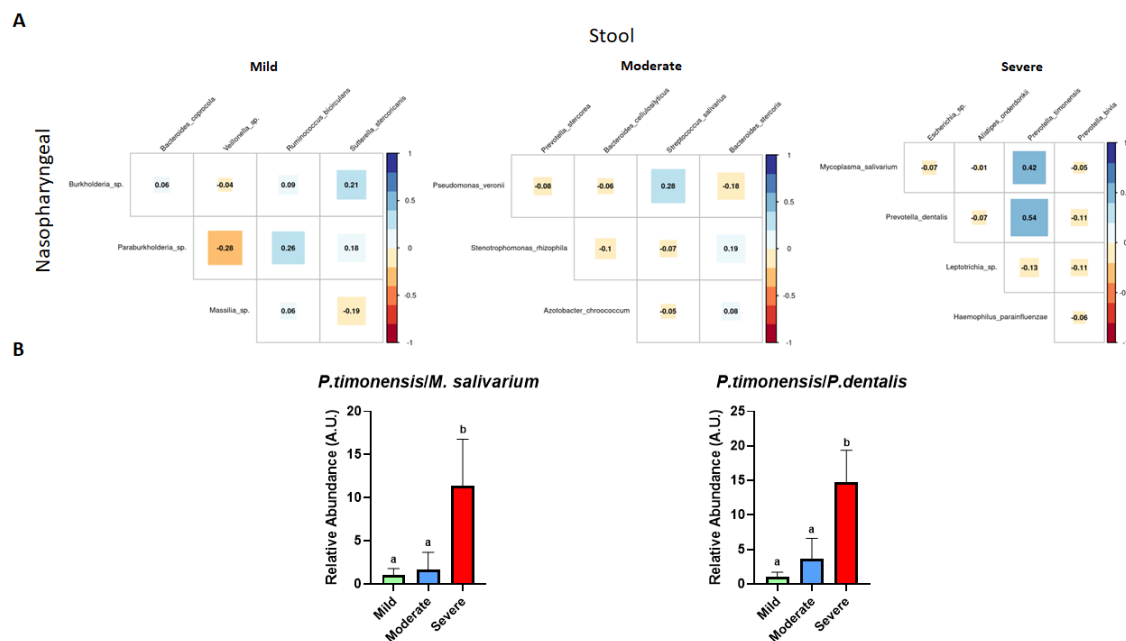 A
Stool
Nasopharyngeal
Mild
Bacteroides_coprocola
Veillonella_sp.
Ruminococcus_bicirculans
Sutterella_stercoricanis
Burkholderia_sp. 0.06 -0.04 0.09 0.21
Paraburkholderia_sp. -0.28 0.26 0.18
Massilia_sp. 0.06 -0.19
1
0.5
0
-0.5
-1
Moderate
Prevotella_stercorea
Bacteroides_cellulosilyticus
Streptococcus_salivarius
Bacteroides_stercoris
Pseudomonas_veronii -0.08 -0.06 0.28 -0.18
Stenotrophomonas_rhizophila -0.1 -0.07 0.19
Azotobacter_chroococcum -0.05 0.08
1
0.5
0
-0.5
-1
Severe
Escherichia_sp.
Alistipes_onderdonkii
Prevotella_timonensis
Prevotella_bivia
Mycoplasma_salivarium -0.07 -0.01 0.42 -0.05
Prevotella_dentalis -0.07 0.54 -0.11
Leptotrichia_sp. -0.13 -0.11
Haemophilus_parainfluenzae -0.06
1
0.5
0
-0.5
-1
B
P.timonensis/M. salivarium
Relative Abundance (A.U.)
20
15
10
5
0
a
a
b
Mild
Moderate
Severe
P.timonensis/P.dentalis
Relative Abundance (A.U.)
25
20
15
10
5
0
a
a
b
Mild
Moderate
Severe